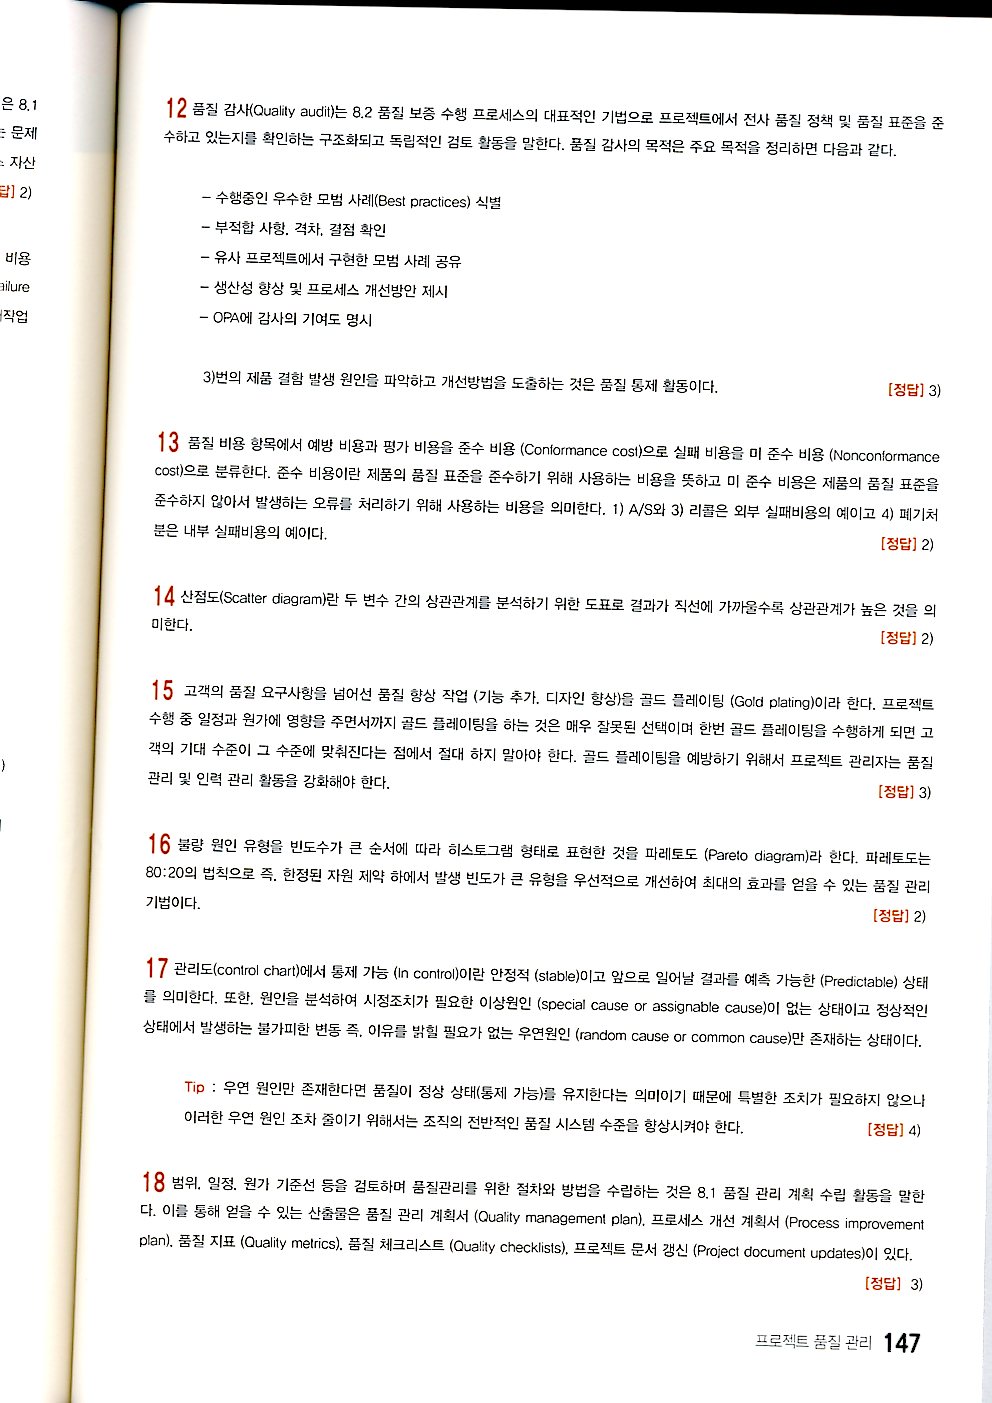 은 8.1
는 문제
자산
답] 2)
비용
ailure
작업
)
12 품질 감사(Quality audit)는 8.2 품질 보증 수행 프로세스의 대표적인 기법으로 프로젝트에서 전사 품질 정책 및 품질 표준을 준
수하고 있는지를 확인하는 구조화되고 독립적인 검토 활동을 말한다. 품질 감사의 목적은 주요 목적을 정리하면 다음과 같다.
– 수행중인 우수한 모범 사례(Best practices) 식별
– 부적합 사항, 격차, 결점 확인
– 유사 프로젝트에서 구현한 모범 사례 공유
– 생산성 향상 및 프로세스 개선방안 제시
– OPA에 감사의 기여도 명시
3)번의 제품 결함 발생 원인을 파악하고 개선방법을 도출하는 것은 품질 통제 활동이다. [정답] 3)
13 품질 비용 항목에서 예방 비용과 평가 비용을 준수 비용 (Conformance cost)으로 실패 비용을 미 준수 비용 (Nonconformance
cost)으로 분류한다. 준수 비용이란 제품의 품질 표준을 준수하기 위해 사용하는 비용을 뜻하고 미 준수 비용은 제품의 품질 표준을
준수하지 않아서 발생하는 오류를 처리하기 위해 사용하는 비용을 의미한다. 1) A/S와 3) 리콜은 외부 실패비용의 예이고 4) 폐기처
분은 내부 실패비용의 예이다. [정답] 2)
14 산점도(Scatter diagram)란 두 변수 간의 상관관계를 분석하기 위한 도표로 결과가 직선에 가까울수록 상관관계가 높은 것을 의
미한다. [정답] 2)
15 고객의 품질 요구사항을 넘어선 품질 향상 작업 (기능 추가, 디자인 향상)을 골드 플레이팅 (Gold plating)이라 한다. 프로젝트
수행 중 일정과 원가에 영향을 주면서까지 골드 플레이팅을 하는 것은 매우 잘못된 선택이며 한번 골드 플레이팅을 수행하게 되면 고
객의 기대 수준이 그 수준에 맞춰진다는 점에서 절대 하지 말아야 한다. 골드 플레이팅을 예방하기 위해서 프로젝트 관리자는 품질
관리 및 인력 관리 활동을 강화해야 한다. [정답] 3)
16 불량 원인 유형을 빈도수가 큰 순서에 따라 히스토그램 형태로 표현한 것을 파레토도 (Pareto diagram)라 한다. 파레토도는
80:20의 법칙으로 즉, 한정된 자원 제약 하에서 발생 빈도가 큰 유형을 우선적으로 개선하여 최대의 효과를 얻을 수 있는 품질 관리
기법이다. [정답] 2)
17 관리도(control chart)에서 통제 가능 (In control)이란 안정적 (stable)이고 앞으로 일어날 결과를 예측 가능한 (Predictable) 상태
를 의미한다. 또한, 원인을 분석하여 시정조치가 필요한 이상원인 (special cause or assignable cause)이 없는 상태이고 정상적인
상태에서 발생하는 불가피한 변동 즉, 이유를 밝힐 필요가 없는 우연원인 (random cause or common cause)만 존재하는 상태이다.
Tip : 우연 원인만 존재한다면 품질이 정상 상태(통제 가능)를 유지한다는 의미이기 때문에 특별한 조치가 필요하지 않으나
이러한 우연 원인 조차 줄이기 위해서는 조직의 전반적인 품질 시스템 수준을 향상시켜야 한다. [정답] 4)
18 범위, 일정, 원가 기준선 등을 검토하며 품질관리를 위한 절차와 방법을 수립하는 것은 8.1 품질 관리 계획 수립 활동을 말한
다. 이를 통해 얻을 수 있는 산출물은 품질 관리 계획서 (Quality management plan), 프로세스 개선 계획서 (Process improvement
plan), 품질 지표 (Quality metrics), 품질 체크리스트 (Quality checklists), 프로젝트 문서 갱신 (Project document updates)이 있다.
[정답] 3)
프로젝트 품질 관리 147